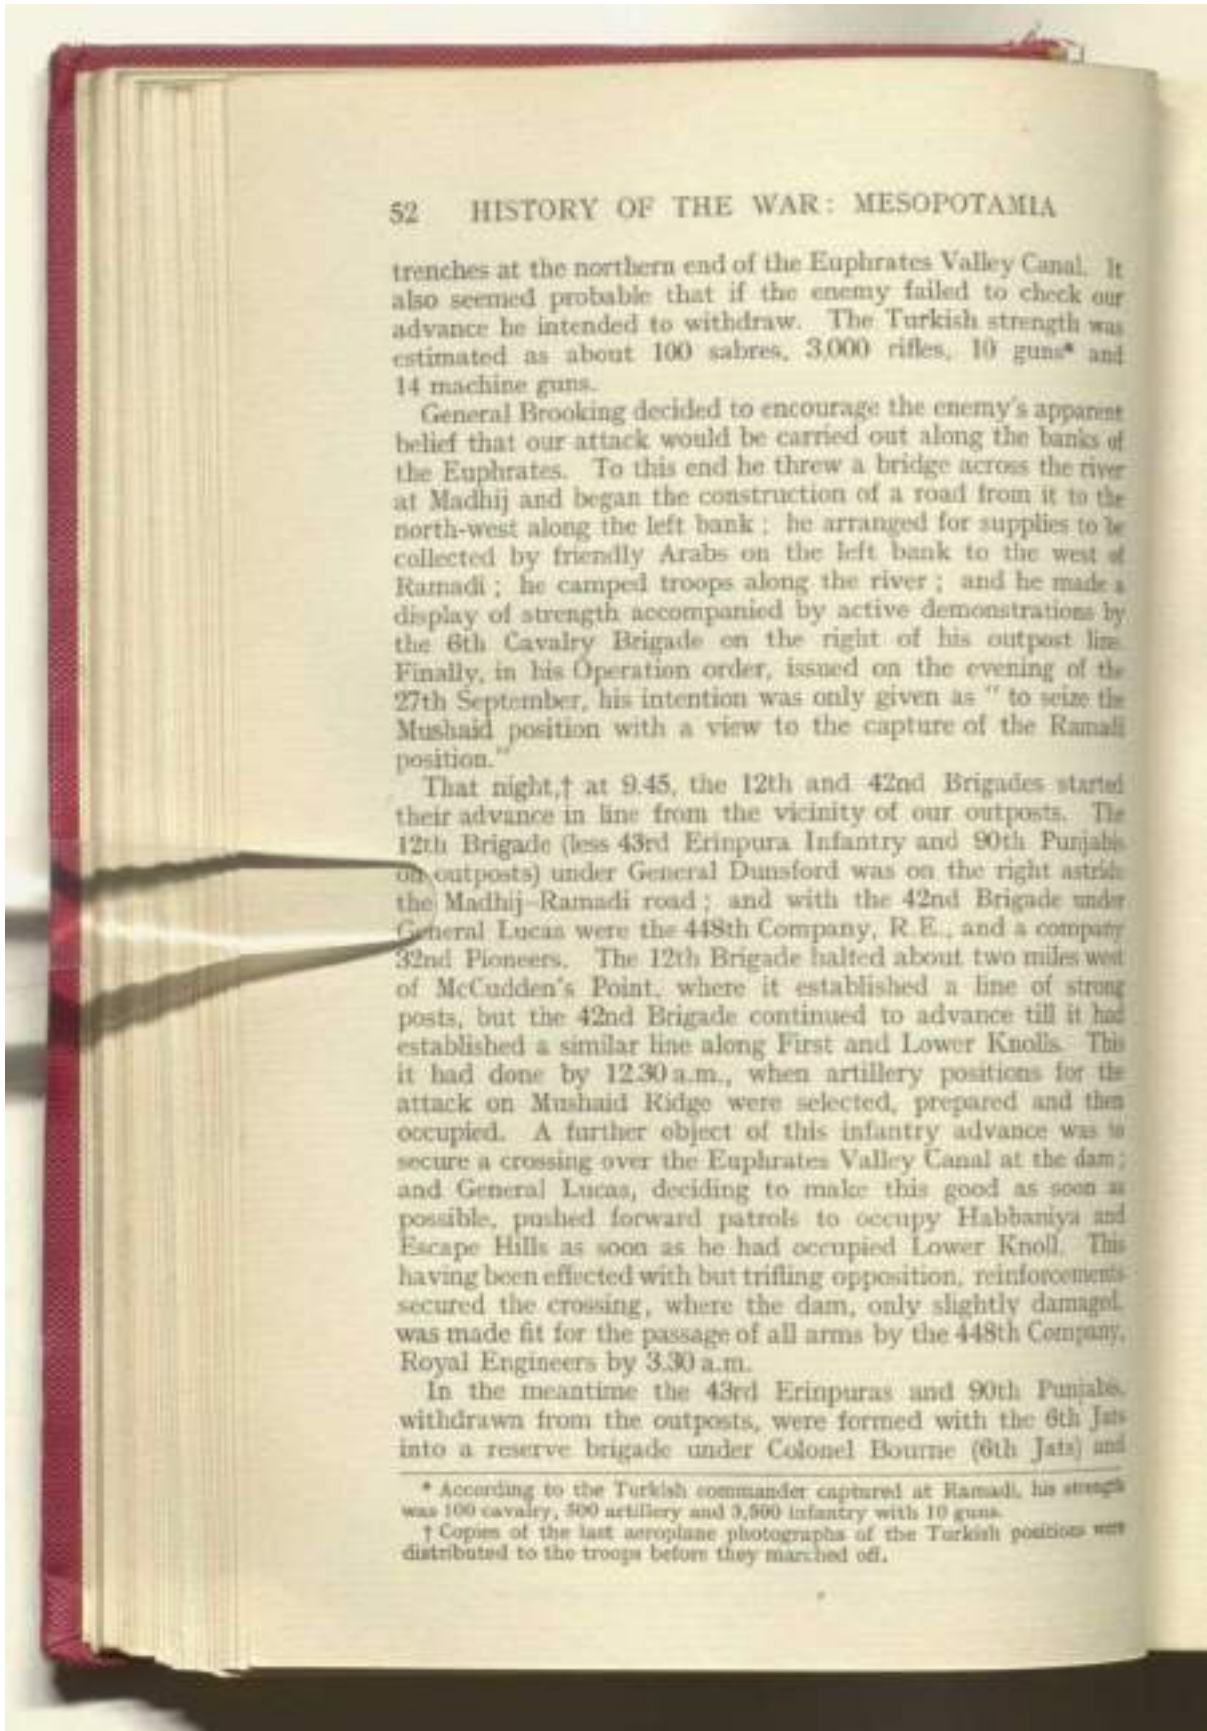 52 HISTORY OF THE WAR: MESOPOTAMIA
trenches at the northern end of the Euphrates Valley Canal. It
also seemed probable that if the enemy failed to check our
advance he intended to withdraw. The Turkish strength was
estimated as about 100 sabres, 3,000 rifles, 10 guns* and
14 machine guns.
General Brooking decided to encourage the enemy's apparent
belief that our attack would be carried out along the banks of
the Euphrates. To this end he threw a bridge across the river
at Madhij and began the construction of a road from it to the
north-west along the left bank; he arranged for supplies to be
collected by friendly Arabs on the left bank to the west of
Ramadi; he camped troops along the river; and he made a
display of strength accompanied by active demonstrations by
the 6th Cavalry Brigade on the right of his outpost line.
Finally, in his Operation order, issued on the evening of the
27th September, his intention was only given as " to seize the
Mushaid position with a view to the capture of the Ramadi
position."
That night,† at 9.45, the 12th and 42nd Brigades started
their advance in line from the vicinity of our outposts. The
12th Brigade (less 43rd Erinpura Infantry and 90th Punjabis
on outposts) under General Dunsford was on the right astride
the Madhij–Ramadi road; and with the 42nd Brigade under
General Lucas were the 448th Company, R.E., and a company
32nd Pioneers. The 12th Brigade halted about two miles west
of McCudden's Point, where it established a line of strong
posts, but the 42nd Brigade continued to advance till it had
established a similar line along First and Lower Knolls. This
it had done by 12.30 a.m., when artillery positions for the
attack on Mushaid Ridge were selected, prepared and then
occupied. A further object of this infantry advance was to
secure a crossing over the Euphrates Valley Canal at the dam;
and General Lucas, deciding to make this good as soon as
possible, pushed forward patrols to occupy Habbaniya and
Escape Hills as soon as he had occupied Lower Knoll. This
having been effected with but trifling opposition, reinforcements
secured the crossing, where the dam, only slightly damaged,
was made fit for the passage of all arms by the 448th Company,
Royal Engineers by 3.30 a.m.
In the meantime the 43rd Erinpuras and 90th Punjabis,
withdrawn from the outposts, were formed with the 6th Jats
into a reserve brigade under Colonel Bourne (6th Jats) and
* According to the Turkish commander captured at Ramadi, his strength
was 100 cavalry, 500 artillery and 3,500 infantry with 10 guns.
† Copies of the last aeroplane photographs of the Turkish positions were
distributed to the troops before they marched off.